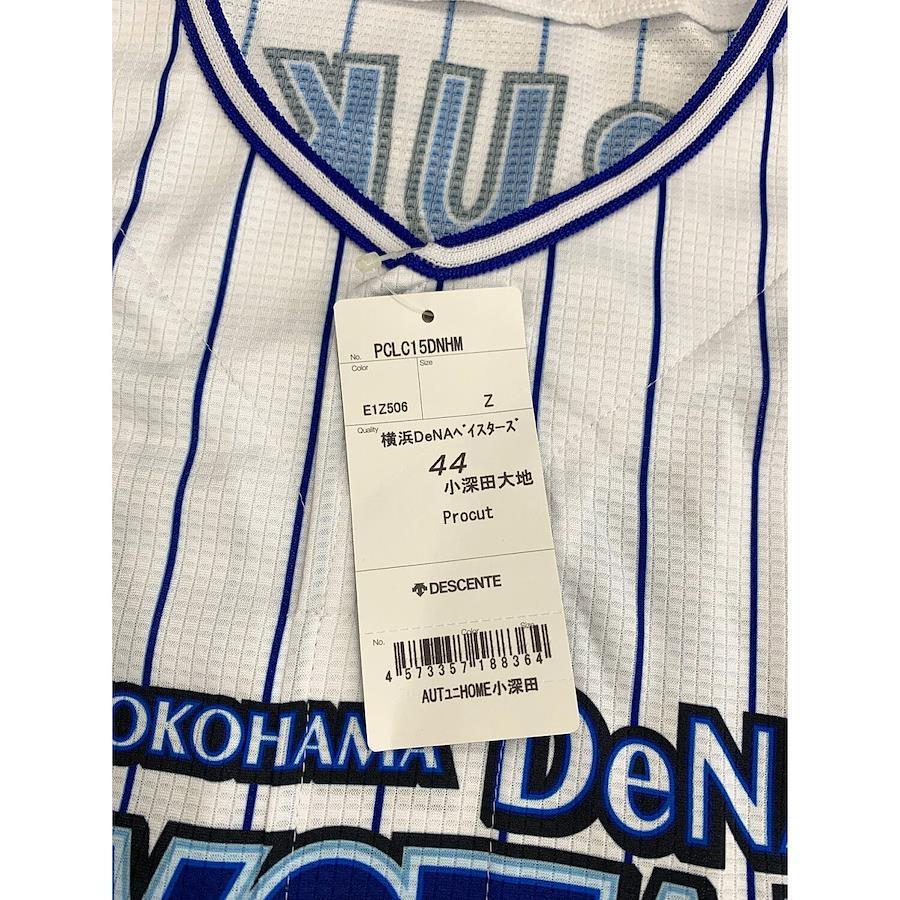 UK
No. PCLC15DNHM
Color Size
E1Z506 Z
Quality 横浜DeNAベイスターズ
44
小深田大地
Procut
DESCENTE
No. Color Size
4 573357 188364
AUTユニHOME小深田
OKOHAMA DeNA